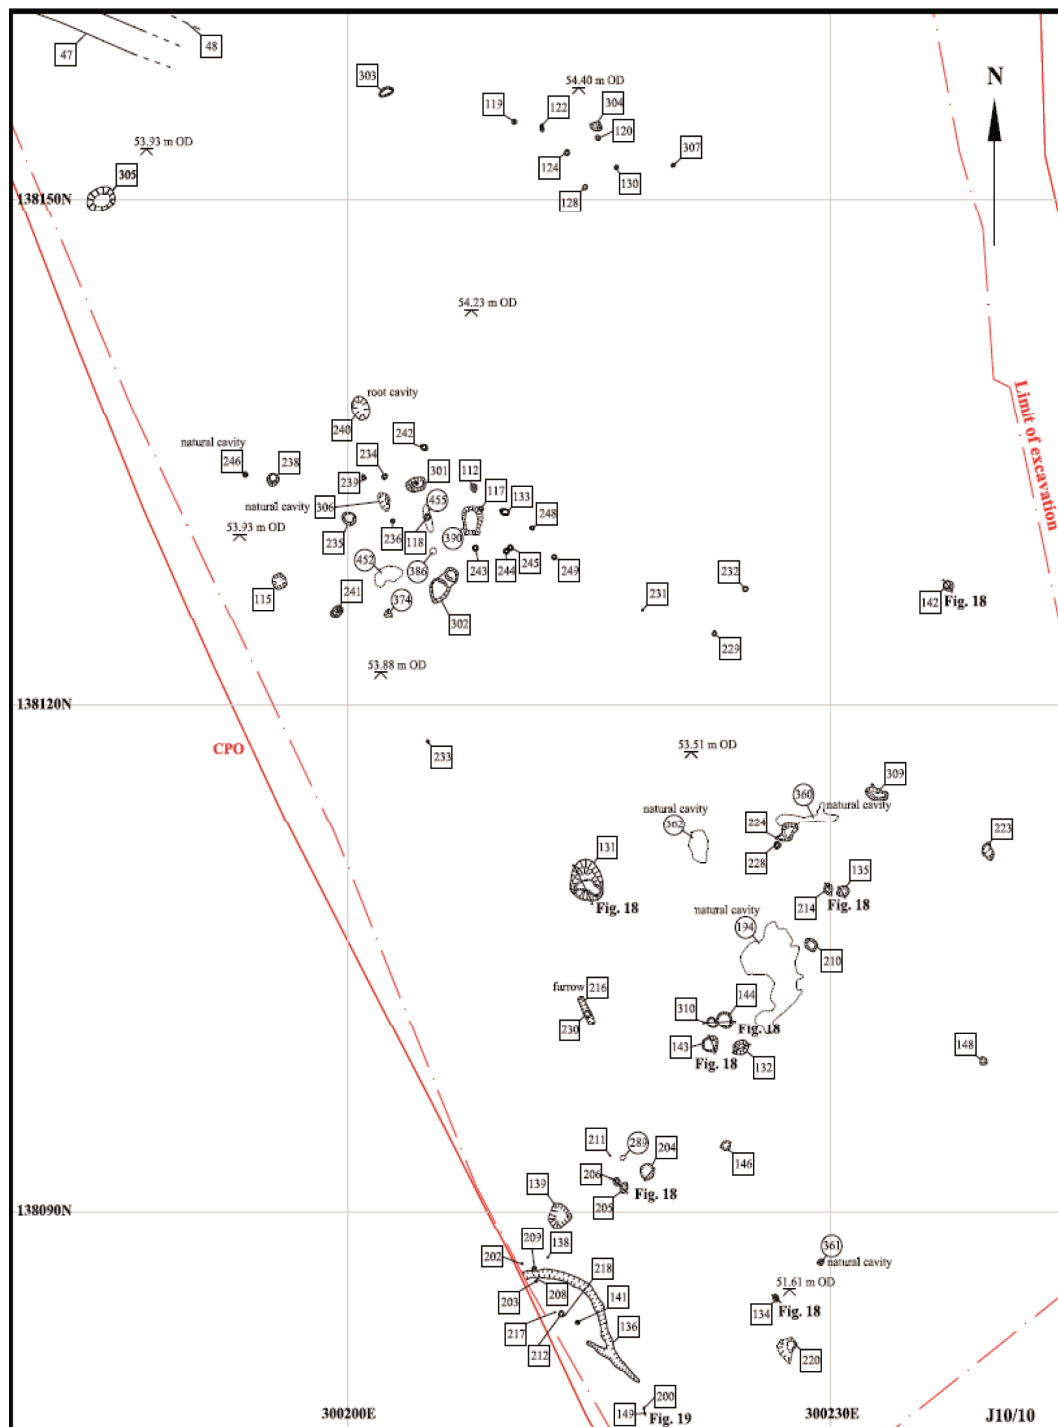 47
48
303
54.40 m OD
119
122
304
120
53.93 m OD
124
307
305
130
138150N
128
N
54.23 m OD
root cavity
Limit of excavation
240
242
natural cavity
234
246
238
239
301
112
117
455
133
natural cavity
306
248
53.93 m OD
235
236
118
390
452
386
243
244
245
249
232
115
241
374
302
231
142
Fig. 18
229
53.88 m OD
138120N
CPO
233
53.51 m OD
309
360
natural cavity
natural cavity
362
224
223
228
131
135
Fig. 18
214
Fig. 18
natural cavity
194
210
furrow
216
144
310
230
Fig. 18
143
148
Fig. 18
132
211
289
204
146
206
139
Fig. 18
205
138090N
209
138
361
202
218
natural cavity
203
208
141
51.61 m OD
134
Fig. 18
217
136
212
220
200
149
Fig. 19
300200E
300230E
J10/10